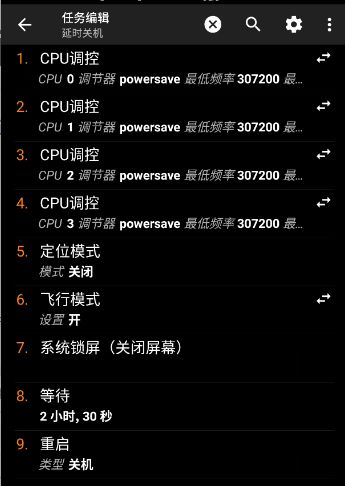 任务编辑
延时关机
1. CPU调控
CPU 0 调节器 powersave 最低频率 307200 最…
2. CPU调控
CPU 1 调节器 powersave 最低频率 307200 最…
3. CPU调控
CPU 2 调节器 powersave 最低频率 307200 最…
4. CPU调控
CPU 3 调节器 powersave 最低频率 307200 最…
5. 定位模式
模式 关闭
6. 飞行模式
设置 开
7. 系统锁屏（关闭屏幕）
8. 等待
2 小时, 30 秒
9. 重启
类型 关机